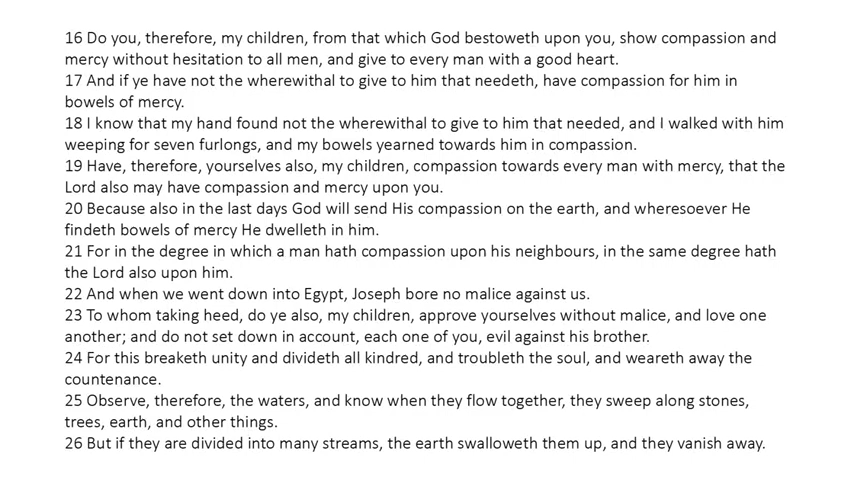 16 Do you, therefore, my children, from that which God bestoweth upon you, show compassion and
mercy without hesitation to all men, and give to every man with a good heart.
17 And if ye have not the wherewithal to give to him that needeth, have compassion for him in
bowels of mercy.
18 I know that my hand found not the wherewithal to give to him that needed, and I walked with him
weeping for seven furlongs, and my bowels yearned towards him in compassion.
19 Have, therefore, yourselves also, my children, compassion towards every man with mercy, that the
Lord also may have compassion and mercy upon you.
20 Because also in the last days God will send His compassion on the earth, and wheresoever He
findeth bowels of mercy He dwelleth in him.
21 For in the degree in which a man hath compassion upon his neighbours, in the same degree hath
the Lord also upon him.
22 And when we went down into Egypt, Joseph bore no malice against us.
23 To whom taking heed, do ye also, my children, approve yourselves without malice, and love one
another; and do not set down in account, each one of you, evil against his brother.
24 For this breaketh unity and divideth all kindred, and troubleth the soul, and weareth away the
countenance.
25 Observe, therefore, the waters, and know when they flow together, they sweep along stones,
trees, earth, and other things.
26 But if they are divided into many streams, the earth swalloweth them up, and they vanish away.